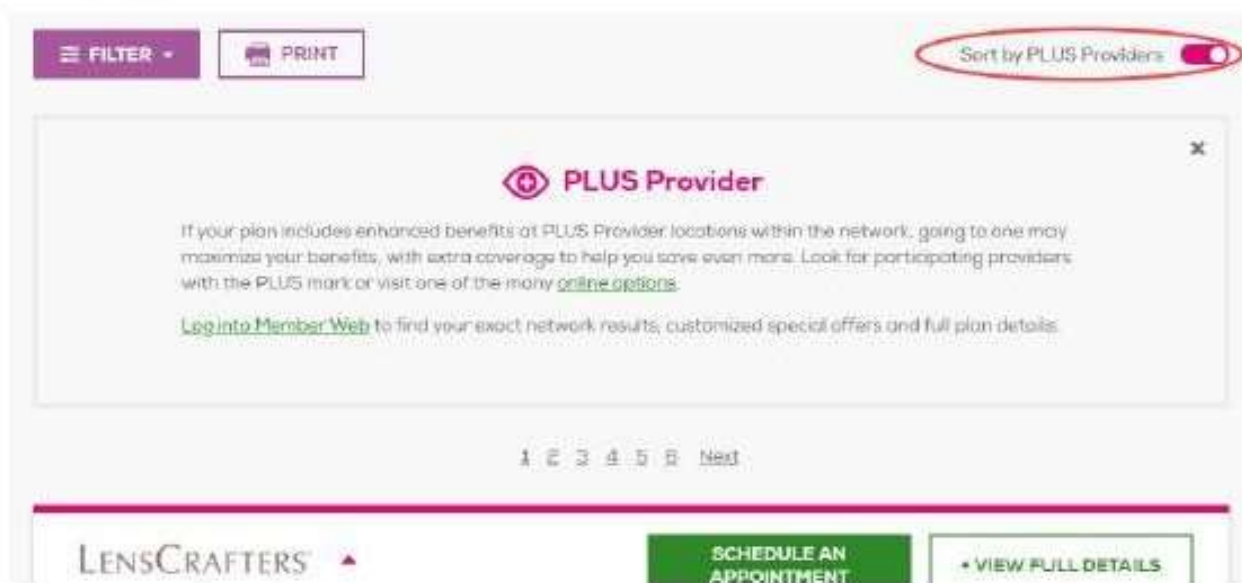 FILTER
PRINT
Sort by PLUS Providers
PLUS Provider
If your plan includes enhanced benefits at PLUS Provider locations within the network, going to one may
maximize your benefits, with extra coverage to help you save even more. Look for participating providers
with the PLUS mark or visit one of the many online options.
Log into Member Web to find your exact network results, customized special offers and full plan details.
1 2 3 4 5 6 Next
LENSCRAFTERS
SCHEDULE AN
APPOINTMENT
+ VIEW FULL DETAILS